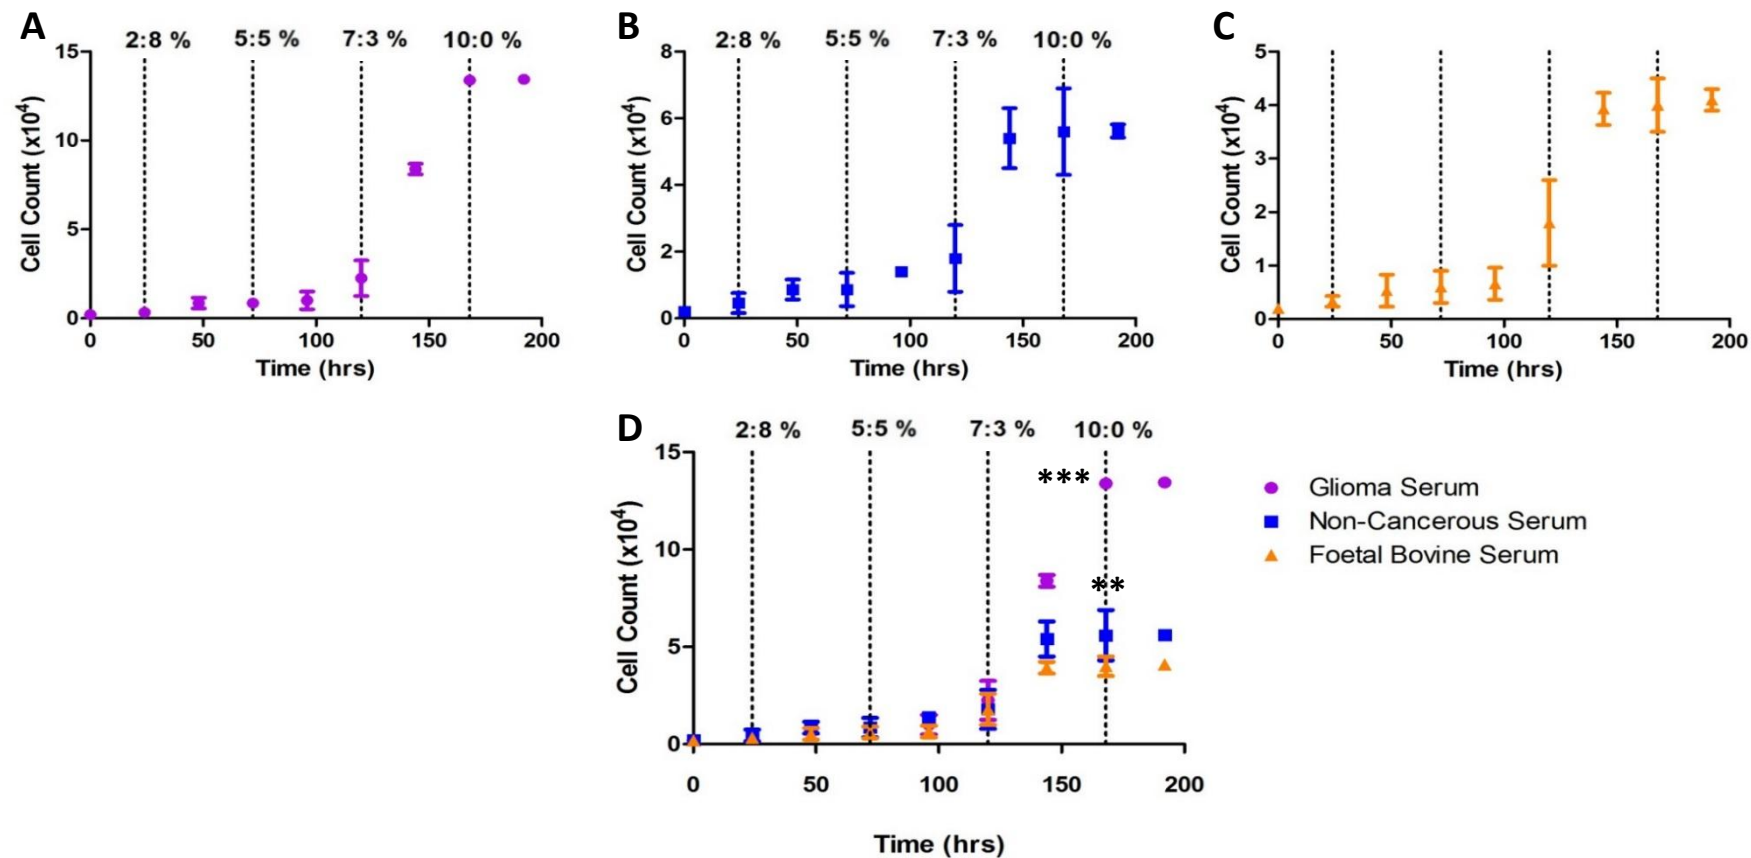 A
2:8 % 5:5 % 7:3 % 10:0 %
15
10
5
0
Cell Count (x10⁴)
0 50 100 150 200
Time (hrs)
B
2:8 % 5:5 % 7:3 % 10:0 %
8
6
4
2
0
Cell Count (x10⁴)
0 50 100 150 200
Time (hrs)
C
5
4
3
2
1
0
Cell Count (x10⁴)
0 50 100 150 200
Time (hrs)
D
2:8 % 5:5 % 7:3 % 10:0 %
15
10
5
0
Cell Count (x10⁴)
***
**
0 50 100 150 200
Time (hrs)
Glioma Serum
Non-Cancerous Serum
Foetal Bovine Serum